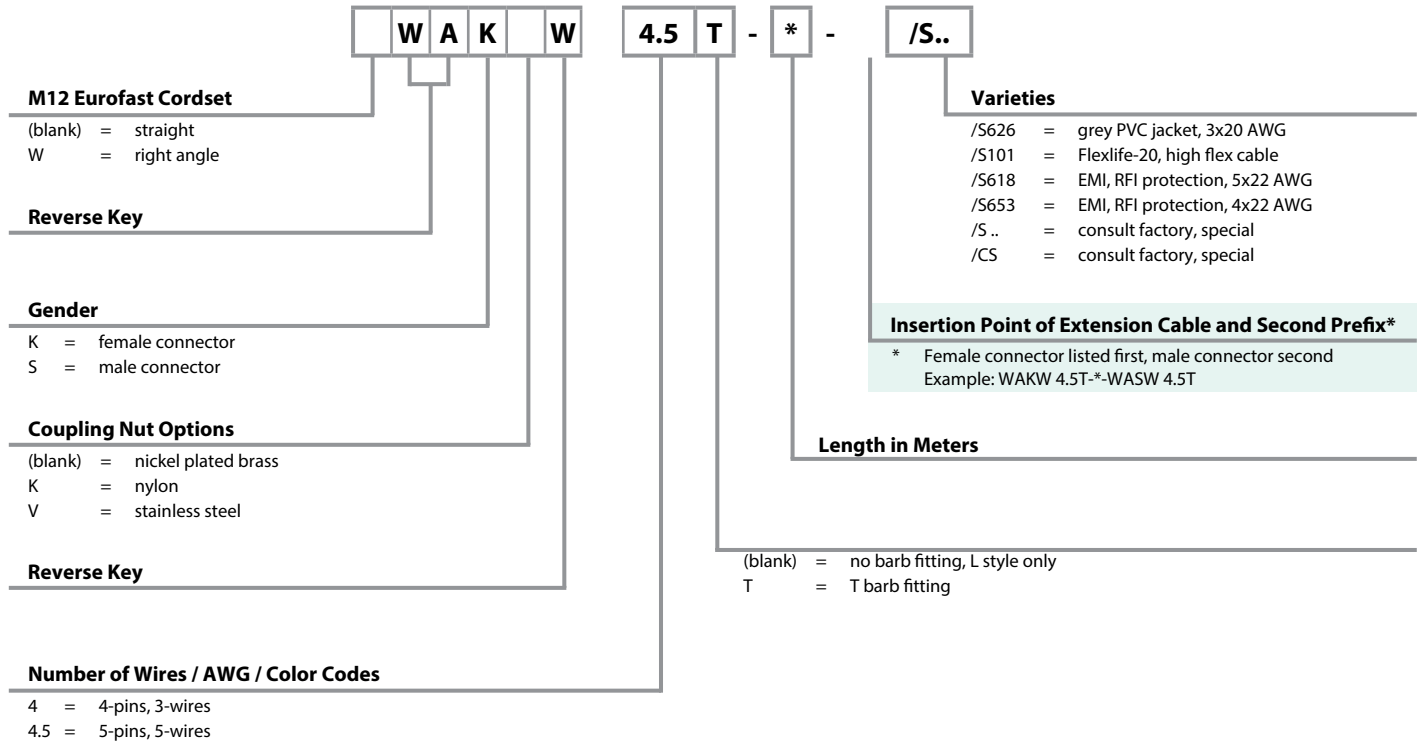 W A K W 4.5 T - * - /S..
M12 Eurofast Cordset
(blank) = straight
W = right angle
Reverse Key
Gender
K = female connector
S = male connector
Coupling Nut Options
(blank) = nickel plated brass
K = nylon
V = stainless steel
Reverse Key
Number of Wires / AWG / Color Codes
4 = 4-pins, 3-wires
4.5 = 5-pins, 5-wires
Varieties
/S626 = grey PVC jacket, 3x20 AWG
/S101 = Flexlife-20, high flex cable
/S618 = EMI, RFI protection, 5x22 AWG
/S653 = EMI, RFI protection, 4x22 AWG
/S .. = consult factory, special
/CS = consult factory, special
Insertion Point of Extension Cable and Second Prefix*
* Female connector listed first, male connector second
Example: WAKW 4.5T-*-WASW 4.5T
Length in Meters
(blank) = no barb fitting, L style only
T = T barb fitting